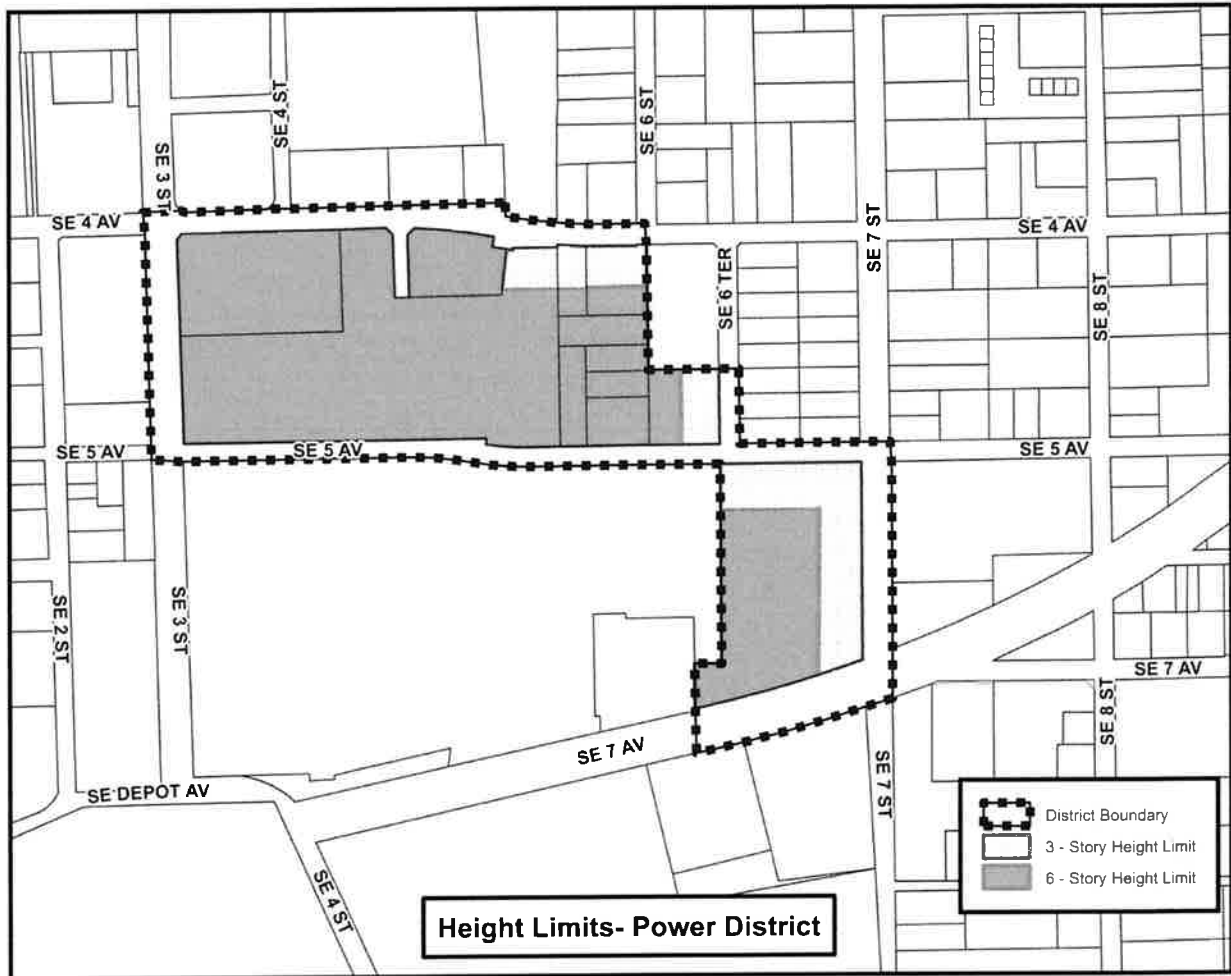 SE 4 ST
SE 6 ST
SE 3 ST
SE 4 AV
SE 4 AV
SE 7 ST
SE 6 TER
SE 8 ST
SE 5 AV
SE 5 AV
SE 5 AV
SE 2 ST
SE 3 ST
SE 7 AV
SE 8 ST
SE 7 AV
SE 7 ST
SE DEPOT AV
SE 4 ST
District Boundary
3 - Story Height Limit
6 - Story Height Limit
Height Limits- Power District